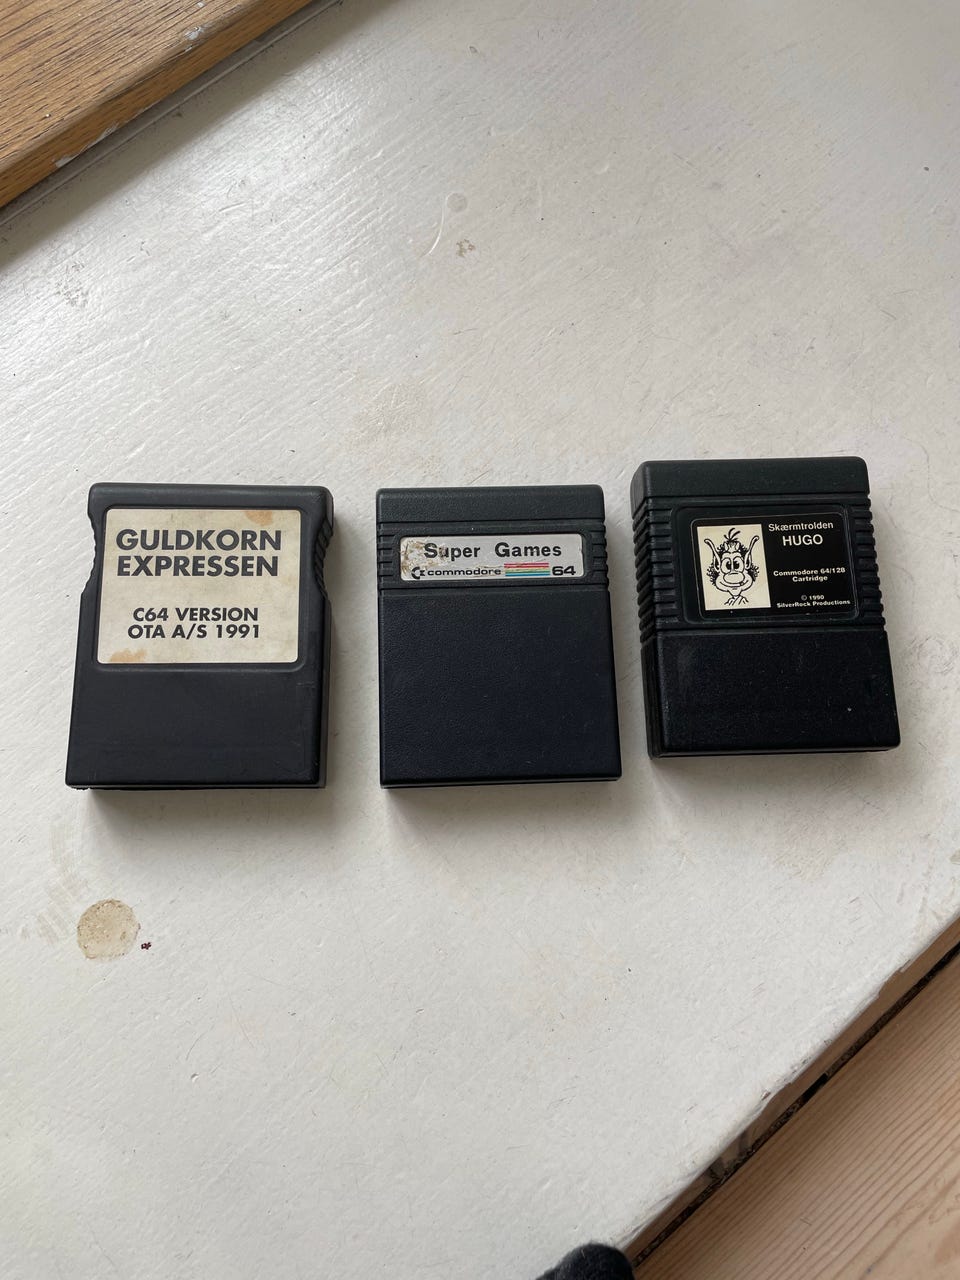 GULDKORN
EXPRESSEN
C64 VERSION
OTA A/S 1991
Super Games
commodore 64
Skærmtrolden
HUGO
Commodore 64/128
Cartridge
© 1990
SilverRock Productions